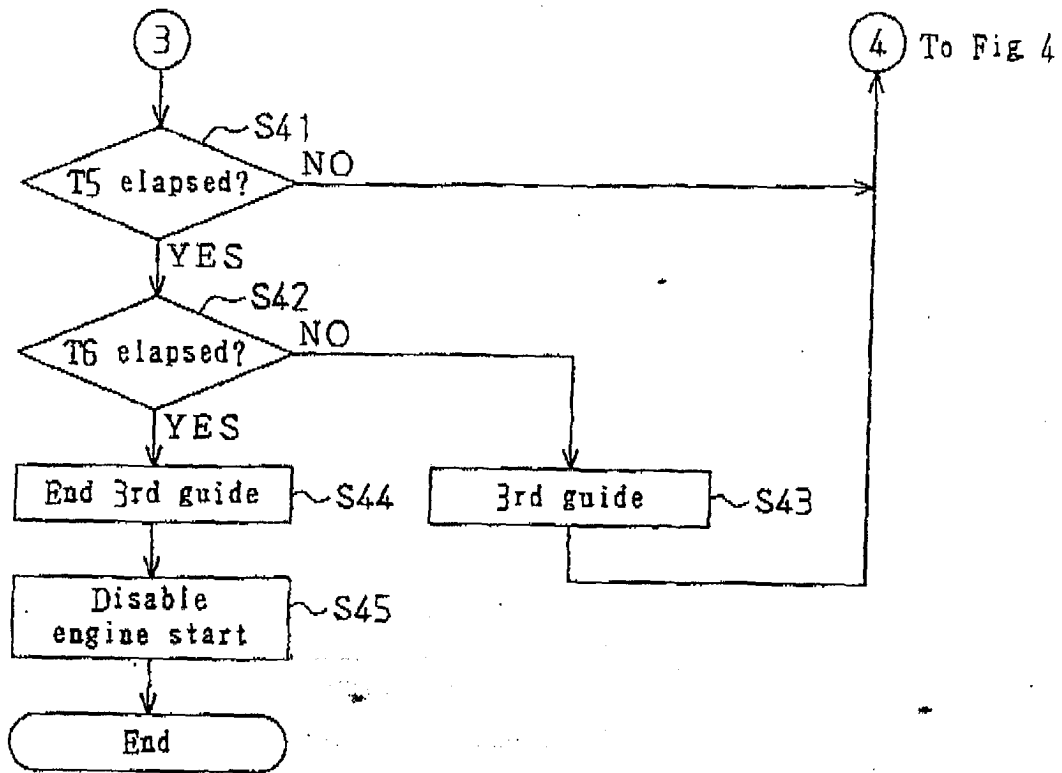 3
4 To Fig 4
S41
T5 elapsed?
NO
YES
S42
T6 elapsed?
NO
YES
End 3rd guide
S44
3rd guide
S43
Disable
engine start
S45
End